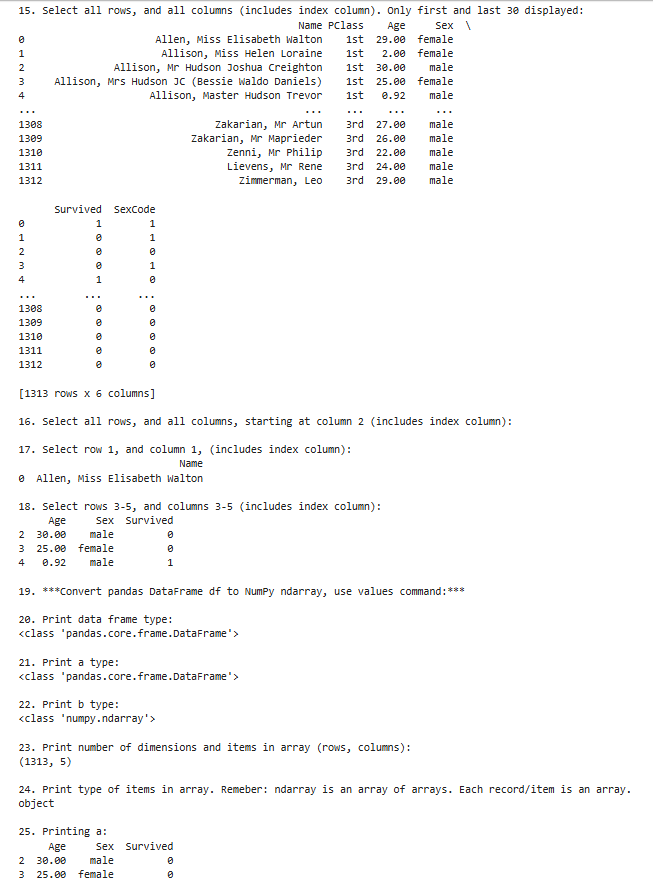 15. Select all rows, and all columns (includes index column). Only first and last 30 displayed:
Name PClass Age Sex \
0 Allen, Miss Elisabeth Walton 1st 29.00 female
1 Allison, Miss Helen Loraine 1st 2.00 female
2 Allison, Mr Hudson Joshua Creighton 1st 30.00 male
3 Allison, Mrs Hudson JC (Bessie Waldo Daniels) 1st 25.00 female
4 Allison, Master Hudson Trevor 1st 0.92 male
... ... ... ... ...
1308 Zakarian, Mr Artun 3rd 27.00 male
1309 Zakarian, Mr Maprieder 3rd 26.00 male
1310 Zenni, Mr Philip 3rd 22.00 male
1311 Lievens, Mr Rene 3rd 24.00 male
1312 Zimmerman, Leo 3rd 29.00 male
Survived SexCode
0 1 1
1 0 1
2 0 0
3 0 1
4 1 0
... ... ...
1308 0 0
1309 0 0
1310 0 0
1311 0 0
1312 0 0
[1313 rows x 6 columns]
16. Select all rows, and all columns, starting at column 2 (includes index column):
17. Select row 1, and column 1, (includes index column):
Name
0 Allen, Miss Elisabeth Walton
18. Select rows 3-5, and columns 3-5 (includes index column):
Age Sex Survived
2 30.00 male 0
3 25.00 female 0
4 0.92 male 1
19. ***Convert pandas DataFrame df to NumPy ndarray, use values command:***
20. Print data frame type:
<class 'pandas.core.frame.DataFrame'>
21. Print a type:
<class 'pandas.core.frame.DataFrame'>
22. Print b type:
<class 'numpy.ndarray'>
23. Print number of dimensions and items in array (rows, columns):
(1313, 5)
24. Print type of items in array. Remeber: ndarray is an array of arrays. Each record/item is an array.
object
25. Printing a:
Age Sex Survived
2 30.00 male 0
3 25.00 female 0